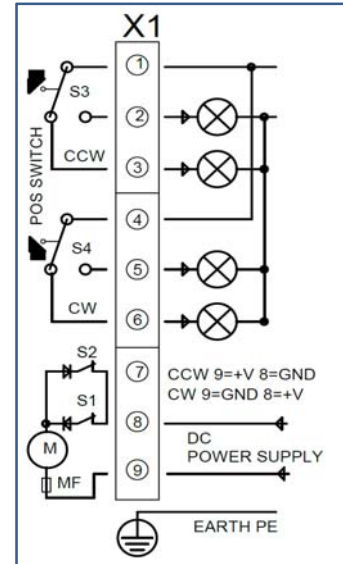 X1
1
S3
2
CCW
3
POS SWITCH
4
S4
5
CW
6
S2
7
CCW 9=+V 8=GND
CW 9=GND 8=+V
S1
8
DC
POWER SUPPLY
M
9
MF
EARTH PE